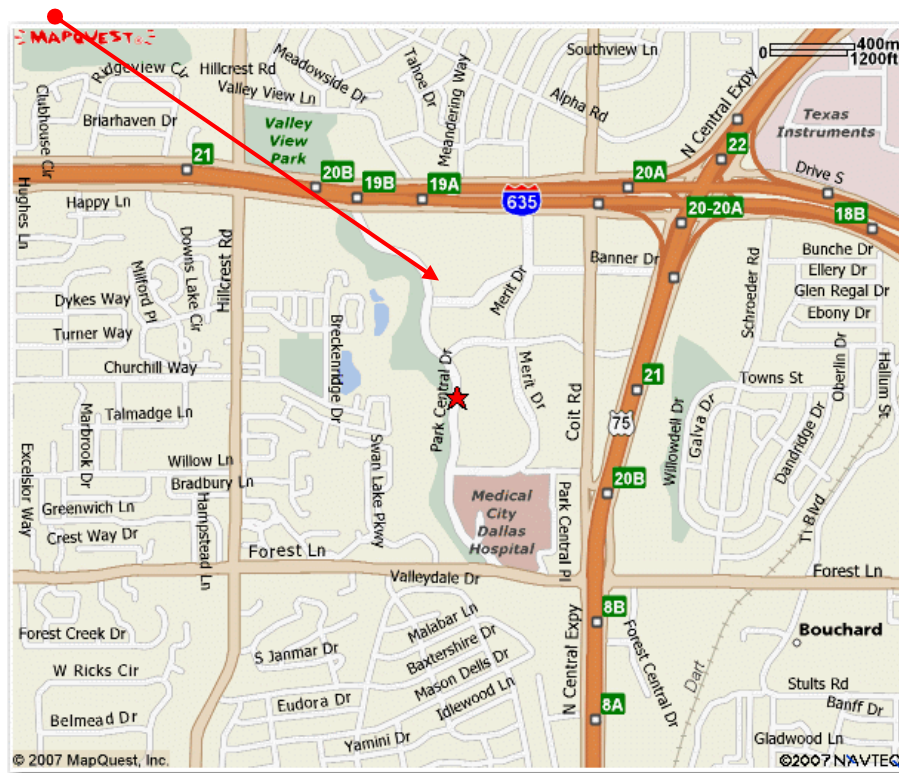 MAPQUEST
400m
0
1200ft
Ridgeview Cir
Hillcrest Rd
Meadowside Dr
Tahoe Dr
Meandering Way
Southview Ln
Alpha Rd
N Central Expy
Texas
Instruments
Clubhouse Cir
Briarhaven Dr
Valley View Ln
Valley
View
Park
21
20B
19B
19A
20A
22
Drive S
635
20-20A
18B
Hughes Ln
Happy Ln
Downs Lake Cir
Hillcrest Rd
Milford Pl
Dykes Way
Turner Way
Churchill Way
Breckenridge Dr
Merit Dr
Banner Dr
Schroeder Rd
Bunche Dr
Ellery Dr
Glen Regal Dr
Ebony Dr
Park Central Dr
Merit Dr
Coit Rd
21
75
Towns St
Oberlin Dr
Hallum St
Willowdell Dr
Galva Dr
Dandridge Dr
Marbrook Dr
Talmadge Ln
Excelsior Way
Willow Ln
Bradbury Ln
Greenwich Ln
Hampstead Ln
Crest Way Dr
Swan Lake Pkwy
20B
Medical
City
Dallas
Hospital
Park Central Pl
TI Blvd
Forest Ln
Valleydale Dr
Forest Ln
Forest Creek Dr
S Janmar Dr
Malabar Ln
Baxtershire Dr
Mason Dells Dr
Idlewood Ln
N Central Expy
8B
Forest Central Dr
Bouchard
W Ricks Cir
Eudora Dr
Dart
Stults Rd
Banff Dr
Belmead Dr
Yamini Dr
8A
Gladwood Ln
© 2007 MapQuest, Inc.
©2007 NAVTEQ